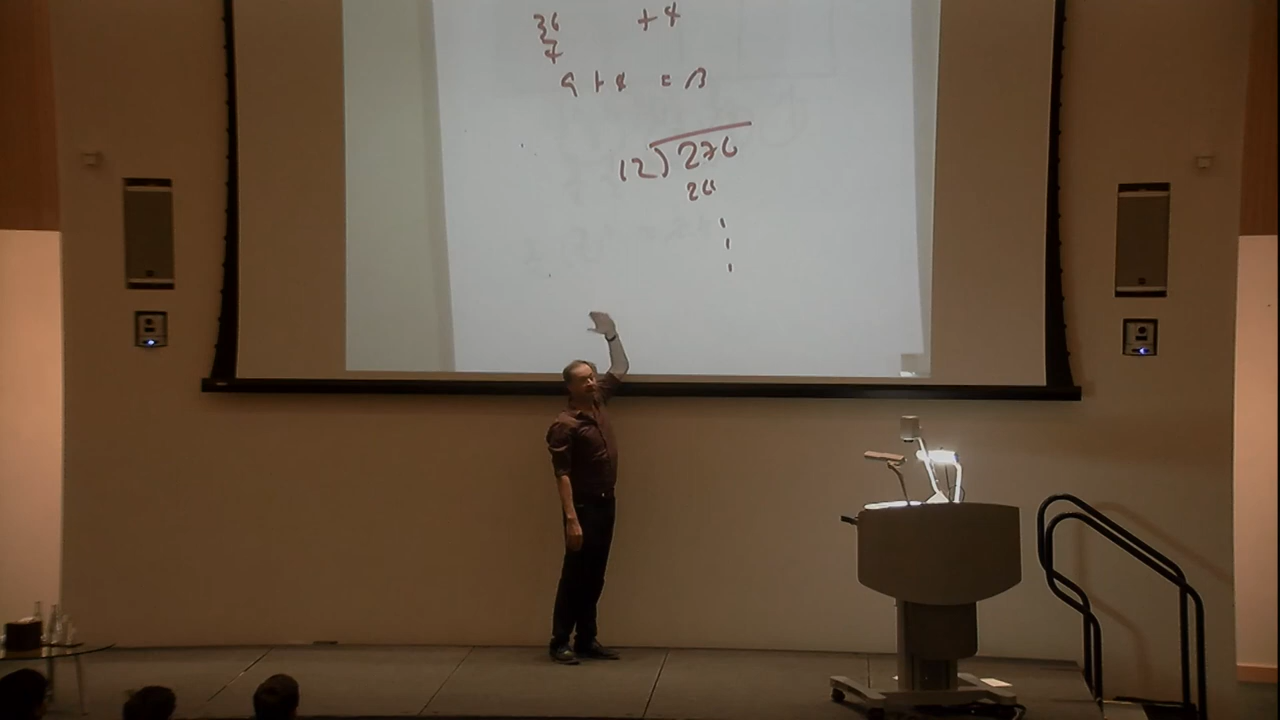 36 + 4
7
9 + 4 = 13
12) 276
24